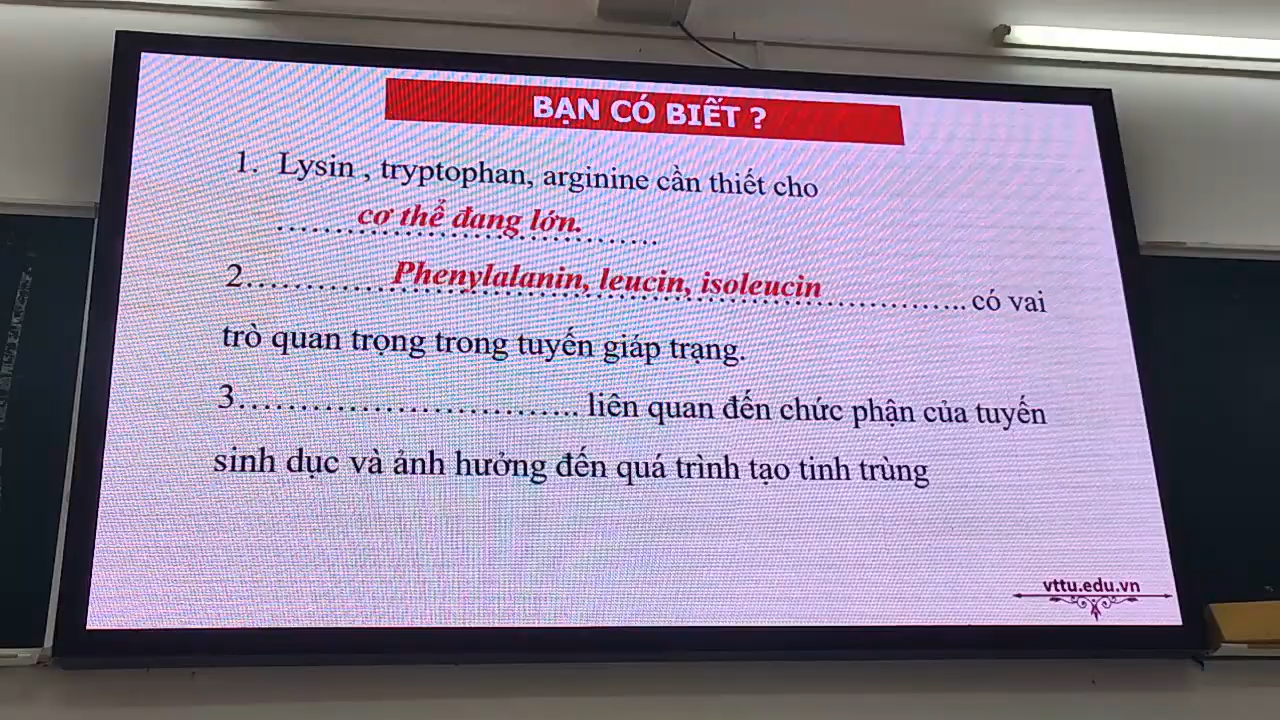 BẠN CÓ BIẾT ?
1. Lysin , tryptophan, arginine cần thiết cho
cơ thể đang lớn.
2.................Phenylalanin, leucin, isoleucin.................. có vai
trò quan trọng trong tuyến giáp trạng.
3................................. liên quan đến chức phận của tuyến
sinh dục và ảnh hưởng đến quá trình tạo tinh trùng
vttu.edu.vn